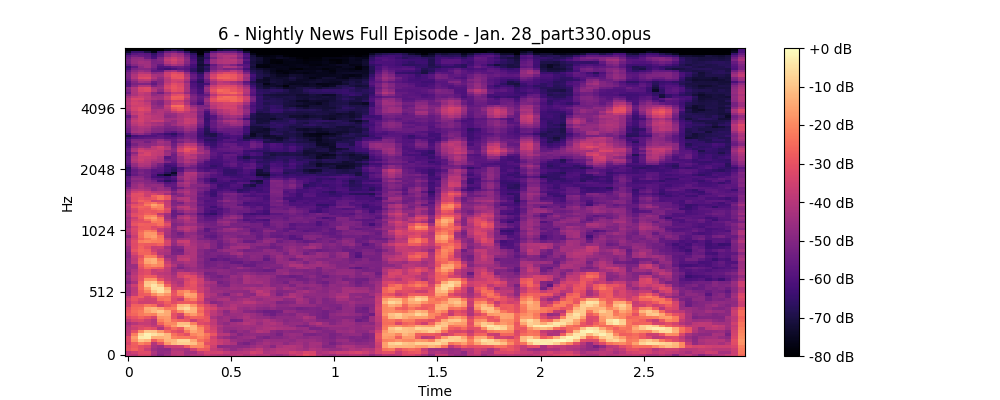 6 - Nightly News Full Episode - Jan. 28_part330.opus
+0 dB
-10 dB
-20 dB
-30 dB
-40 dB
-50 dB
-60 dB
-70 dB
-80 dB
4096
2048
1024
512
0
Hz
0
0.5
1
1.5
2
2.5
Time